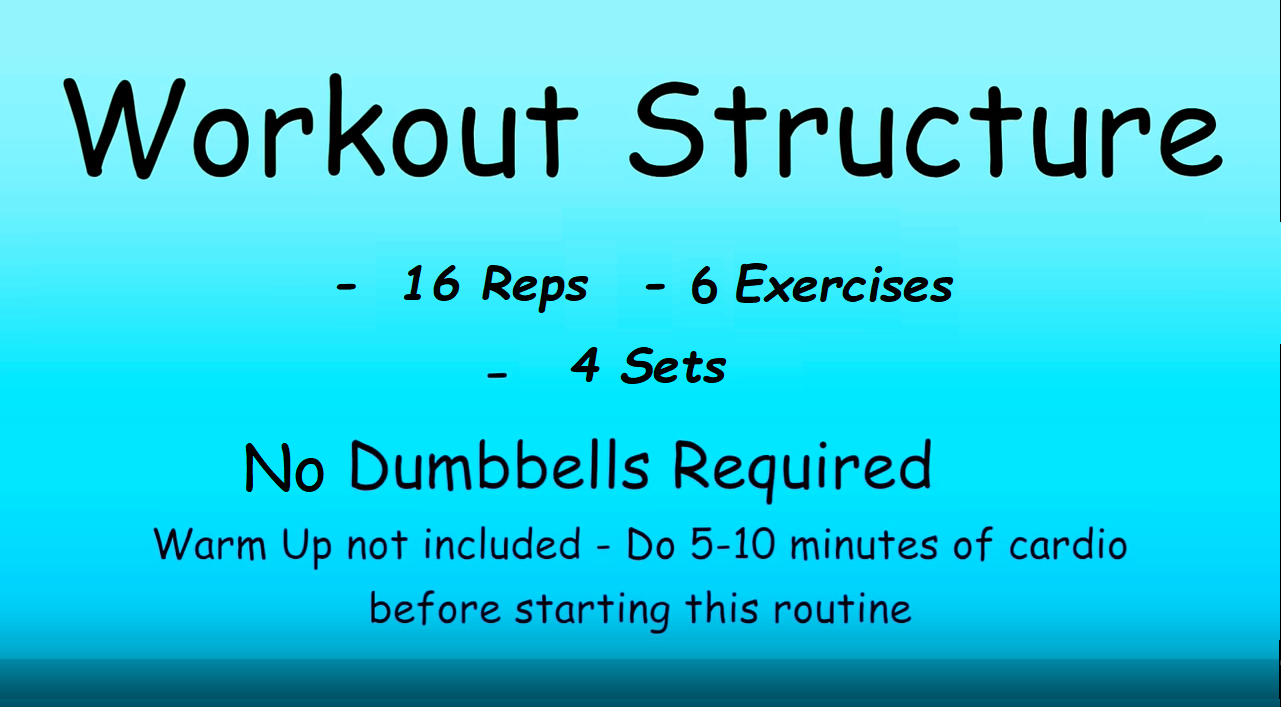 Workout Structure
- 16 Reps - 6 Exercises
- 4 Sets
No Dumbbells Required
Warm Up not included - Do 5-10 minutes of cardio
before starting this routine